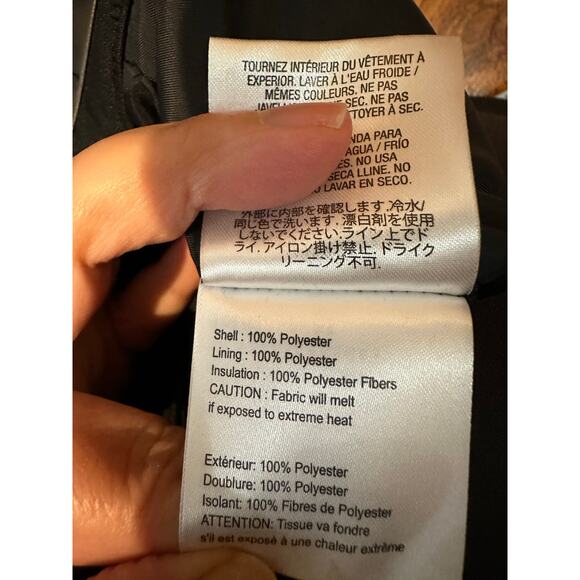 TOURNEZ INTÉRIEUR DU VÊTEMENT À
EXPERIOR. LAVER À L'EAU FROIDE /
MÊMES COULEURS. NE PAS
SEC. NE PAS
TOYER À SEC.
NDA PARA
AGUA / FRÍO
ES. NO USA
SECA LLINE. NO
LAVAR EN SECO.
外部に内部を確認します. 冷水/
同じ色で洗います. 漂白剤を使用
しないでください. ライン上でド
ライ. アイロン掛け禁止. ドライク
リーニング不可.
Shell : 100% Polyester
Lining : 100% Polyester
Insulation : 100% Polyester Fibers
CAUTION : Fabric will melt
if exposed to extreme heat
Extérieur: 100% Polyester
Doublure: 100% Polyester
Isolant: 100% Fibres de Polyester
ATTENTION: Tissue va fondre
s'il est exposé à une chaleur extrême